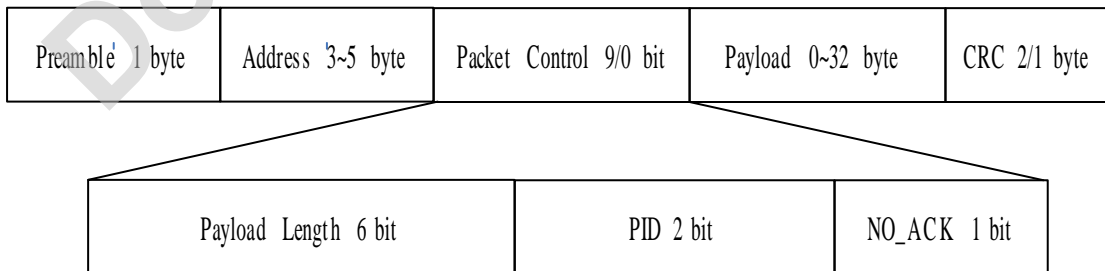 Preamble 1 byte Address 3~5 byte Packet Control 9/0 bit Payload 0~32 byte CRC 2/1 byte
Payload Length 6 bit PID 2 bit NO_ACK 1 bit